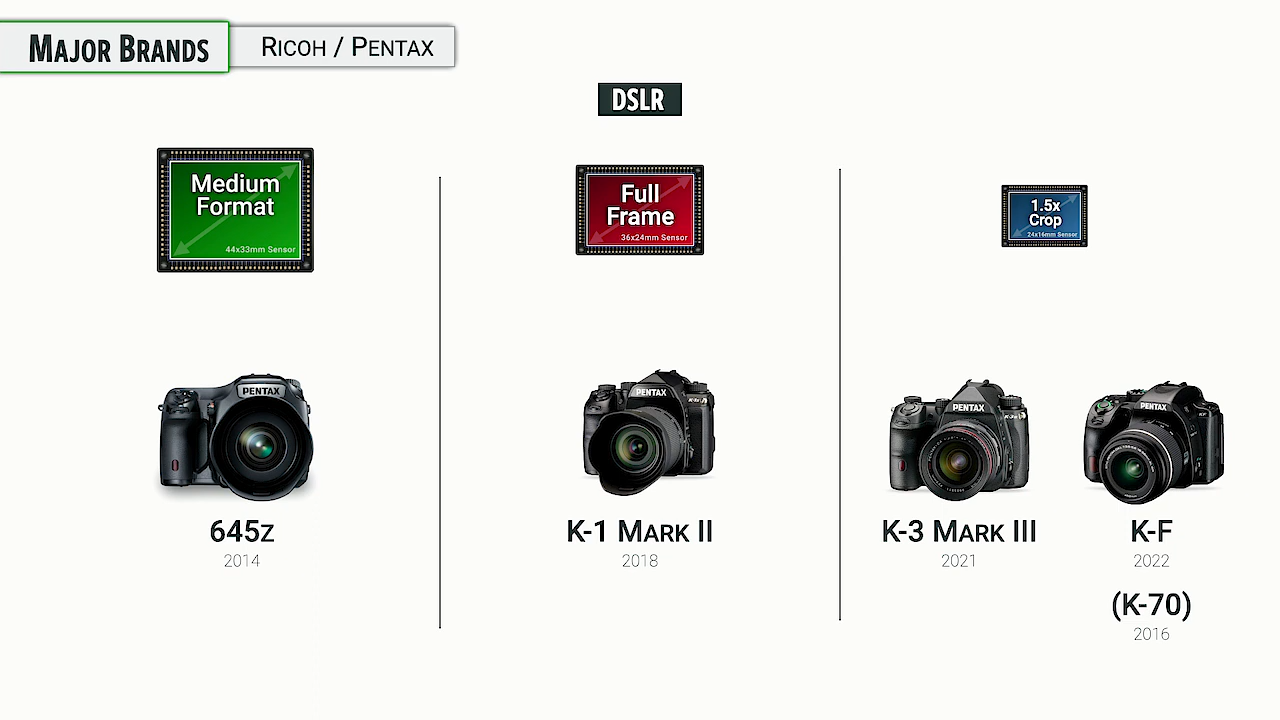 MAJOR BRANDS
RICOH / PENTAX
DSLR
Medium
Format
44x33mm Sensor
Full
Frame
36x24mm Sensor
1.5x
Crop
24x16mm Sensor
PENTAX
PENTAX
PENTAX
PENTAX
645Z
2014
K-1 MARK II
2018
K-3 MARK III
2021
K-F
2022
(K-70)
2016